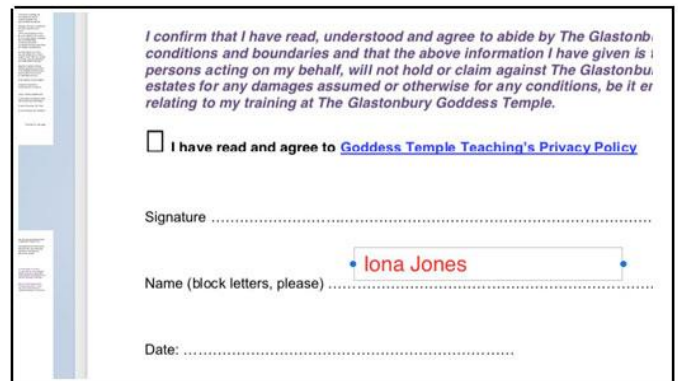 I confirm that I have read, understood and agree to abide by The Glastonb
conditions and boundaries and that the above information I have given is
persons acting on my behalf, will not hold or claim against The Glastonbu
estates for any damages assumed or otherwise for any conditions, be it
relating to my training at The Glastonbury Goddess Temple.
I have read and agree to Goddess Temple Teaching's Privacy Policy
Signature ..........................................................................................
Iona Jones
Name (block letters, please) ..................................................................
Date: ....................................................................